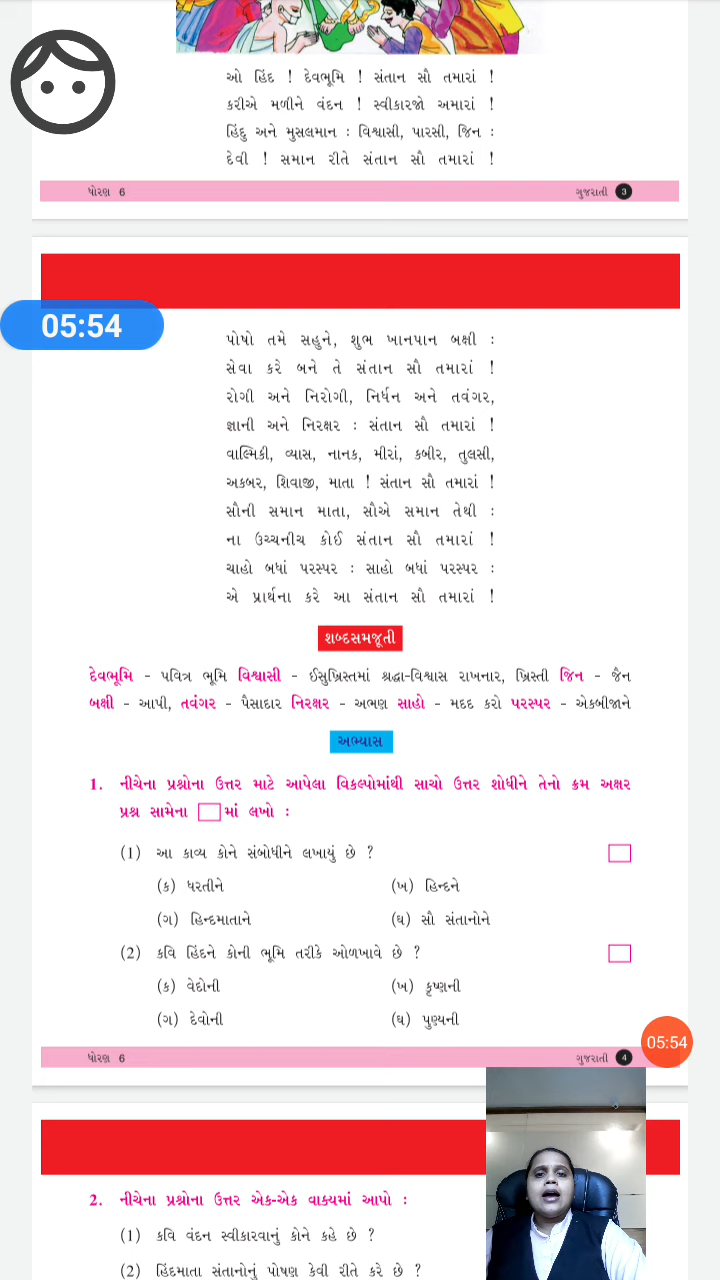 ઓ હિંદ ! દેવભૂમિ ! સંતાન સૌ તમારાં !
કરીએ મળીને વંદન ! સ્વીકારજો અમારાં !
હિંદુ અને મુસલમાન : વિશ્વાસી, પારસી, જિન :
દેવી ! સમાન રીતે સંતાન સૌ તમારાં !
ધોરણ 6 ગુજરાતી 3
05:54
પોષો તમે સહુને, શુભ ખાનપાન બક્ષી :
સેવા કરે બને તે સંતાન સૌ તમારાં !
રોગી અને નિરોગી, નિર્ધન અને તવંગર,
જ્ઞાની અને નિરક્ષર : સંતાન સૌ તમારાં !
વાલ્મિકી, વ્યાસ, નાનક, મીરાં, કબીર, તુલસી,
અકબર, શિવાજી, માતા ! સંતાન સૌ તમારાં !
સૌની સમાન માતા, સૌએ સમાન તેથી :
ના ઉચ્ચનીચ કોઈ સંતાન સૌ તમારાં !
ચાહો બધાં પરસ્પર : સાહો બધાં પરસ્પર :
એ પ્રાર્થના કરે આ સંતાન સૌ તમારાં !
શબ્દસમજૂતી
દેવભૂમિ - પવિત્ર ભૂમિ વિશ્વાસી - ઈસુખ્રિસ્તમાં શ્રદ્ધા-વિશ્વાસ રાખનાર, ખ્રિસ્તી જિન - જૈન
બક્ષી - આપી, તવંગર - પૈસાદાર નિરક્ષર - અભણ સાહો - મદદ કરો પરસ્પર - એકબીજાને
અભ્યાસ
1. નીચેના પ્રશ્નોના ઉત્તર માટે આપેલા વિકલ્પોમાંથી સાચો ઉત્તર શોધીને તેનો ક્રમ અક્ષર
પ્રશ્ન સામેના માં લખો :
(1) આ કાવ્ય કોને સંબોધીને લખાયું છે ?
(ક) ધરતીને (ખ) હિન્દને
(ગ) હિન્દમાતાને (ઘ) સૌ સંતાનોને
(2) કવિ હિંદને કોની ભૂમિ તરીકે ઓળખાવે છે ?
(ક) વેદોની (ખ) કૃષ્ણની
(ગ) દેવોની (ઘ) પુણ્યની
05:54
ધોરણ 6 ગુજરાતી 4
2. નીચેના પ્રશ્નોના ઉત્તર એક-એક વાક્યમાં આપો :
(1) કવિ વંદન સ્વીકારવાનું કોને કહે છે ?
(2) હિંદમાતા સંતાનોનું પોષણ કેવી રીતે કરે છે ?